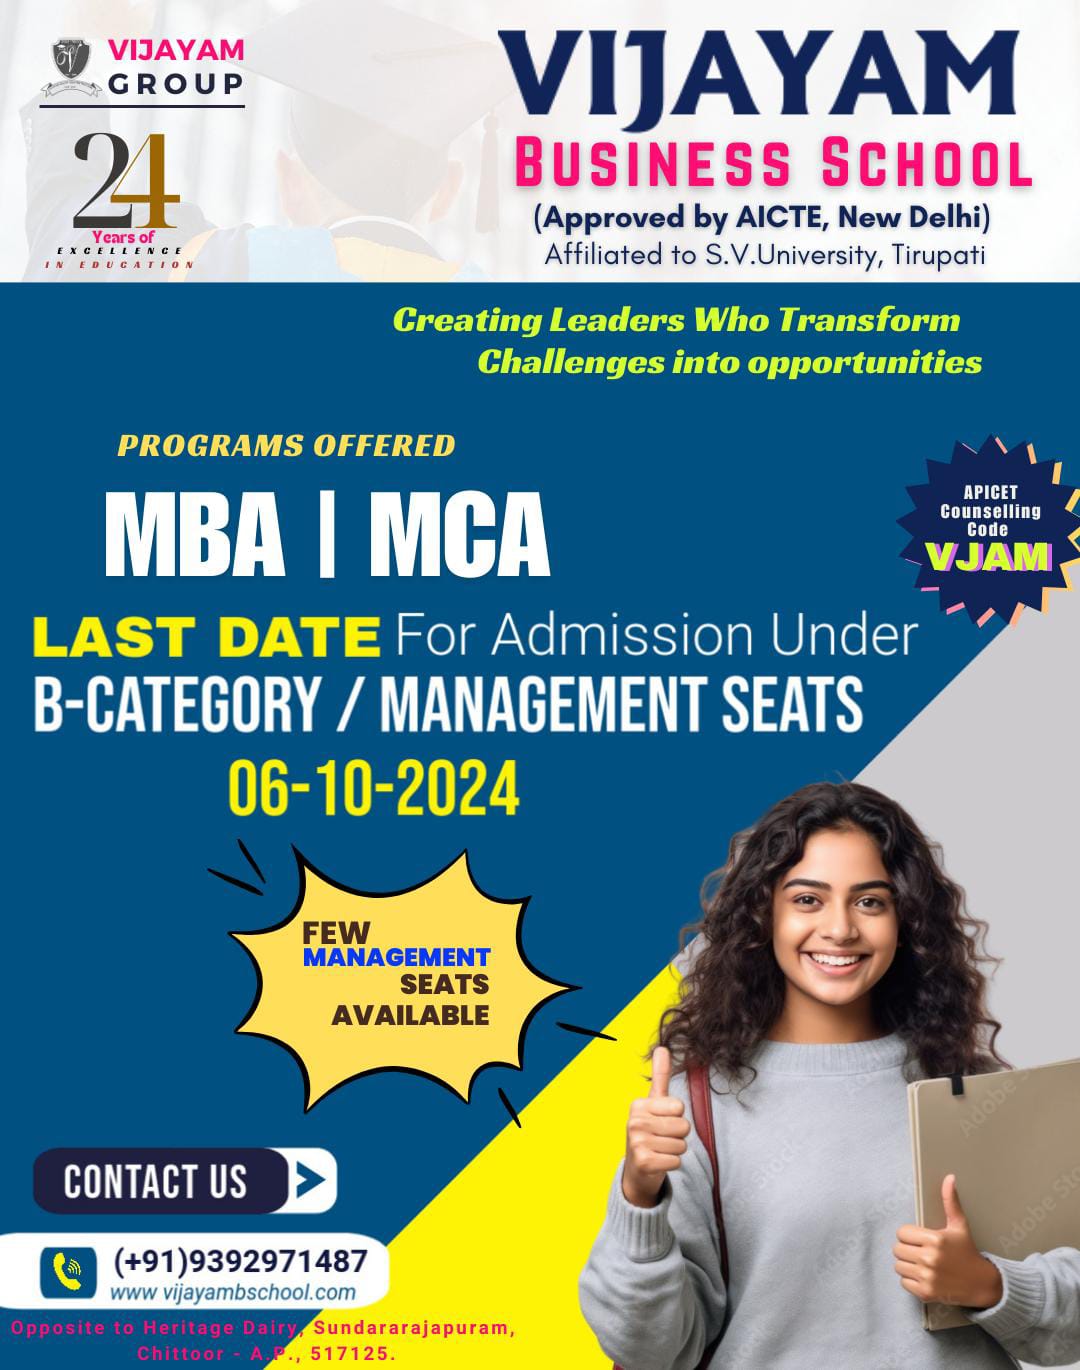 VIJAYAM
GROUP
24
Years of
EXCELLENCE
IN EDUCATION
VIJAYAM
BUSINESS SCHOOL
(Approved by AICTE, New Delhi)
Affiliated to S.V.University, Tirupati
Creating Leaders Who Transform
Challenges into opportunities
PROGRAMS OFFERED
MBA | MCA
APICET
Counselling
Code
VJAM
LAST DATE For Admission Under
B-CATEGORY / MANAGEMENT SEATS
06-10-2024
FEW
MANAGEMENT
SEATS
AVAILABLE
CONTACT US
(+91)9392971487
www vijayambschool.com
Opposite to Heritage Dairy, Sundararajapuram,
Chittoor - A.P., 517125.
Adobe Stock